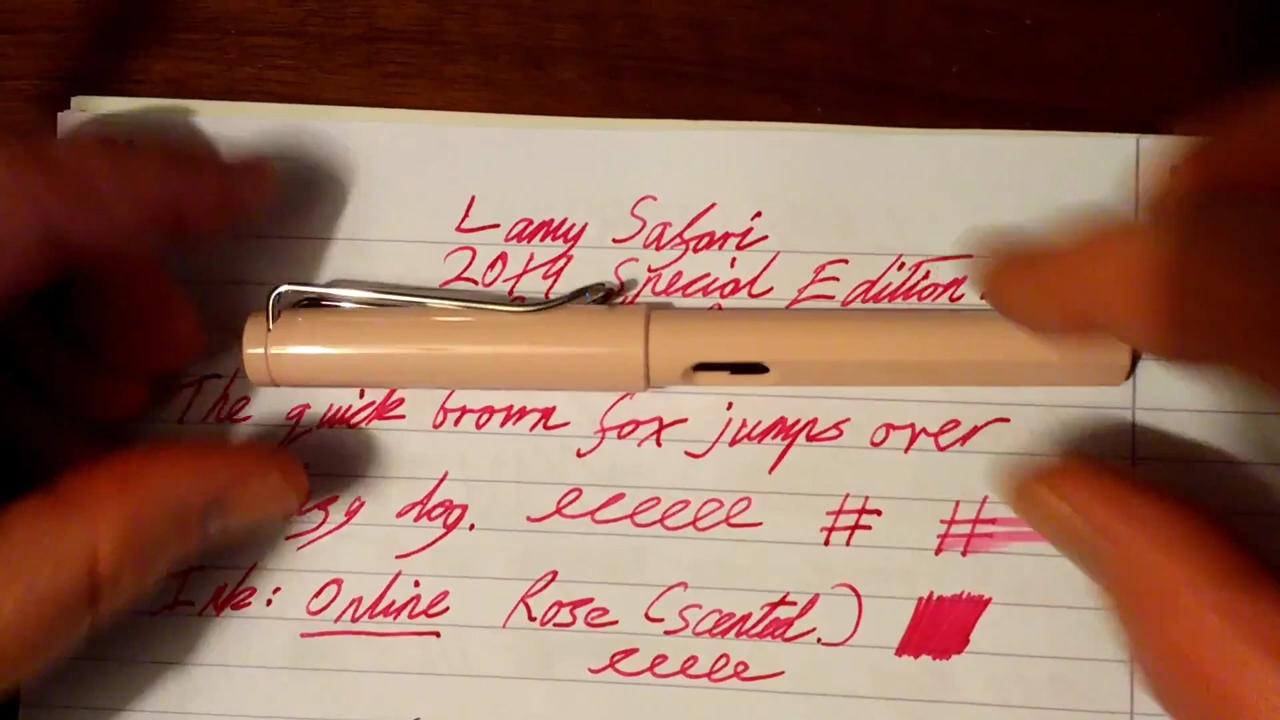 Lamy Safari
2019 Special Edition
The quick brown fox jumps over
dog. eeeeee # #
Ink: Online Rose (scented.)
eeeee